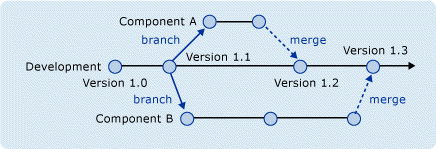 Component A
branch
merge
Version 1.1
Version 1.3
Development
Version 1.0
Version 1.2
branch
merge
Component B